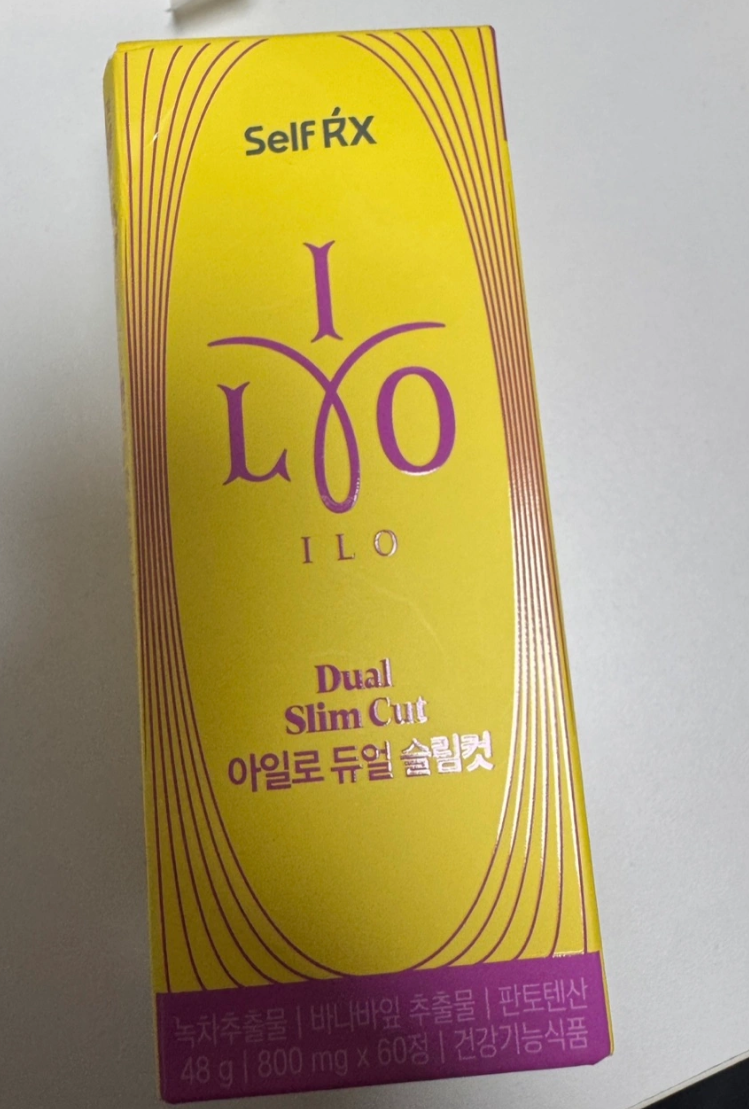 SelfRX
I
L O
ILO
Dual
Slim Cut
아일로 듀얼 슬림컷
녹차추출물 | 바나바잎 추출물 | 판토텐산
48 g | 800 mg x 60정 | 건강기능식품